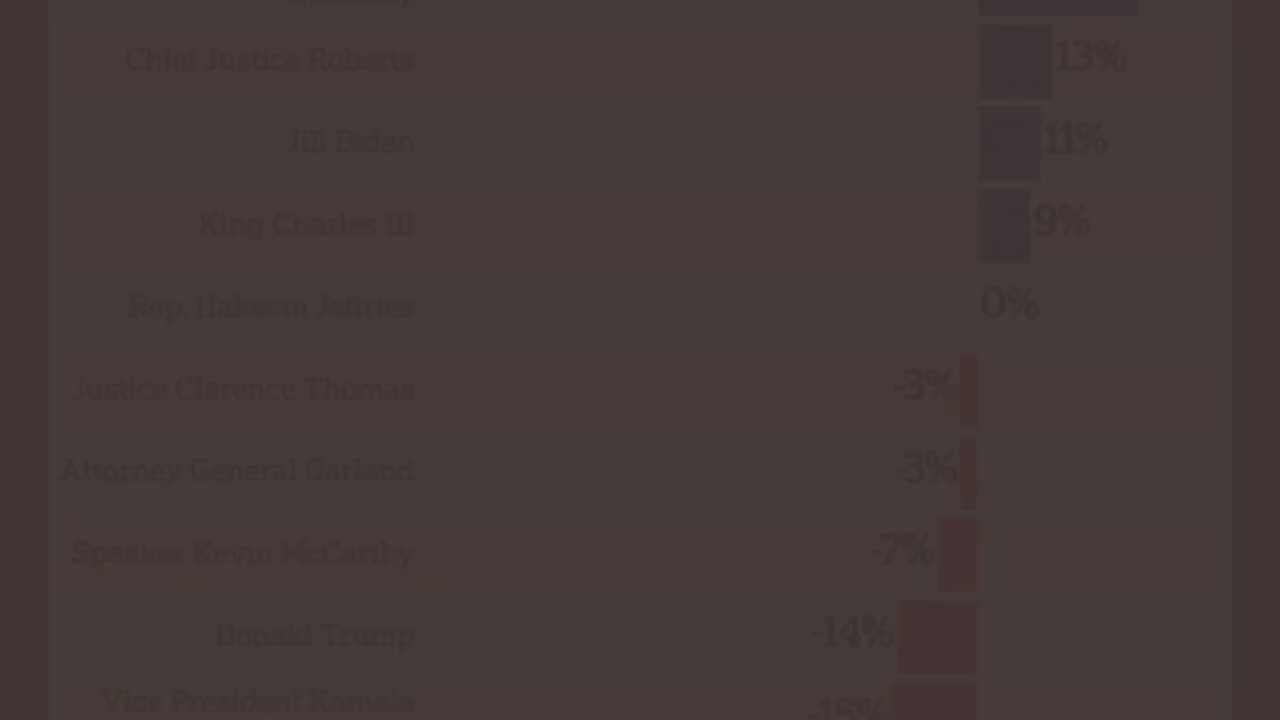 Chief Justice Roberts 13%
Jill Biden 11%
King Charles III 9%
Rep. Hakeem Jeffries 0%
Justice Clarence Thomas -3%
Attorney General Garland -3%
Speaker Kevin McCarthy -7%
Donald Trump -14%
Vice President Kamala -15%